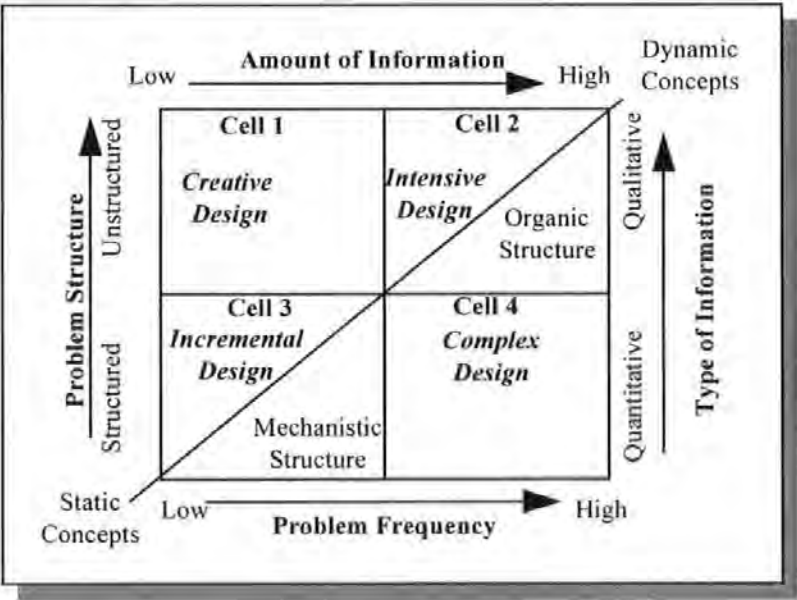 Amount of Information
Low
High
Dynamic
Concepts
Problem Structure
Unstructured
Structured
Cell 1
Creative
Design
Cell 2
Intensive
Design
Organic
Structure
Cell 3
Incremental
Design
Mechanistic
Structure
Cell 4
Complex
Design
Qualitative
Quantitative
Type of Information
Static
Concepts
Low
Problem Frequency
High